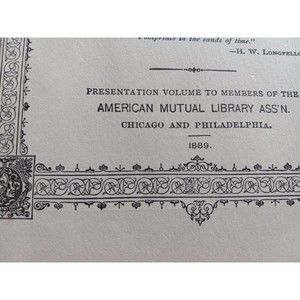 Footprints in the sands of time."
—H. W. LONGFELLO
PRESENTATION VOLUME TO MEMBERS OF THE
AMERICAN MUTUAL LIBRARY ASS'N.
CHICAGO AND PHILADELPHIA.
1889.